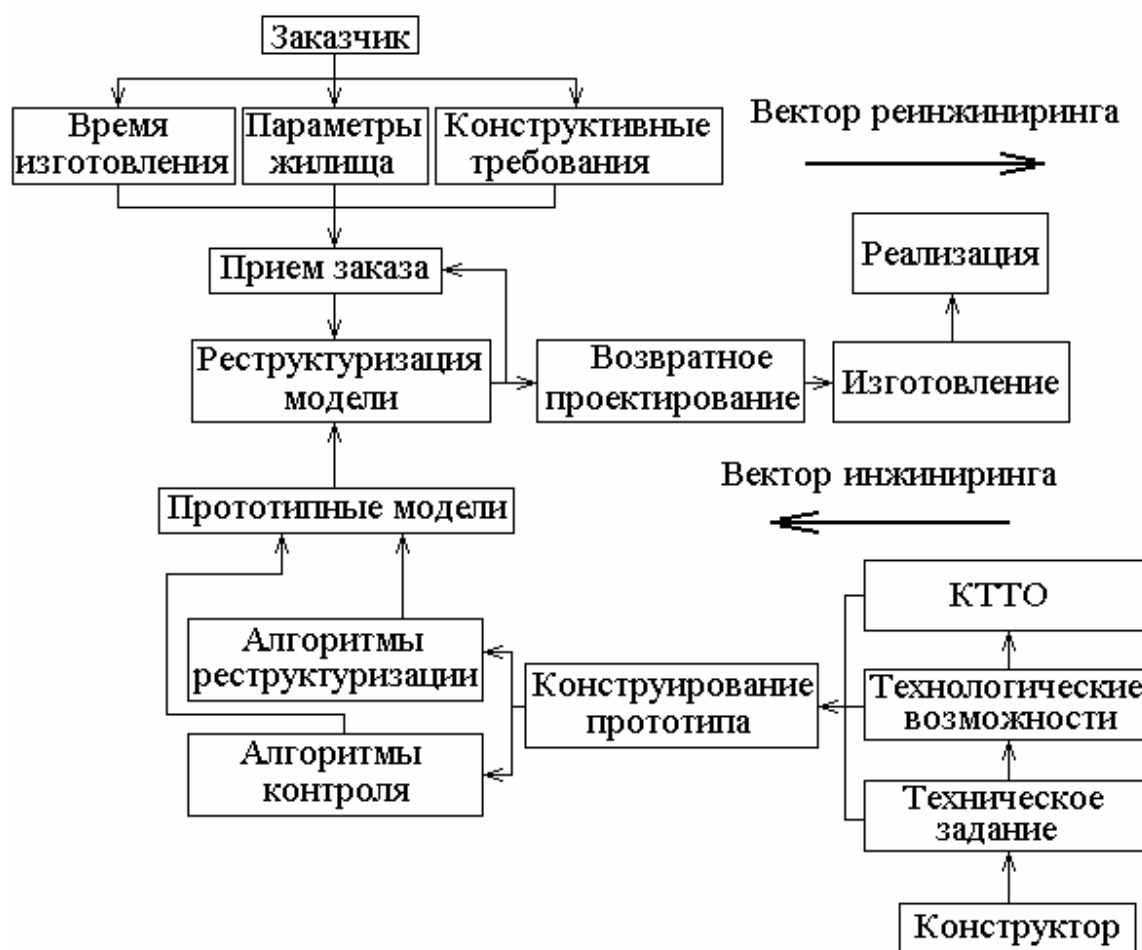 Заказчик
Время
изготовления
Параметры
жилища
Конструктивные
требования
Вектор реинжиниринга
Прием заказа
Реализация
Реструктуризация
модели
Возвратное
проектирование
Изготовление
Вектор инжиниринга
Прототипные модели
КТТО
Алгоритмы
реструктуризации
Конструирование
прототипа
Технологические
возможности
Алгоритмы
контроля
Техническое
задание
Конструктор